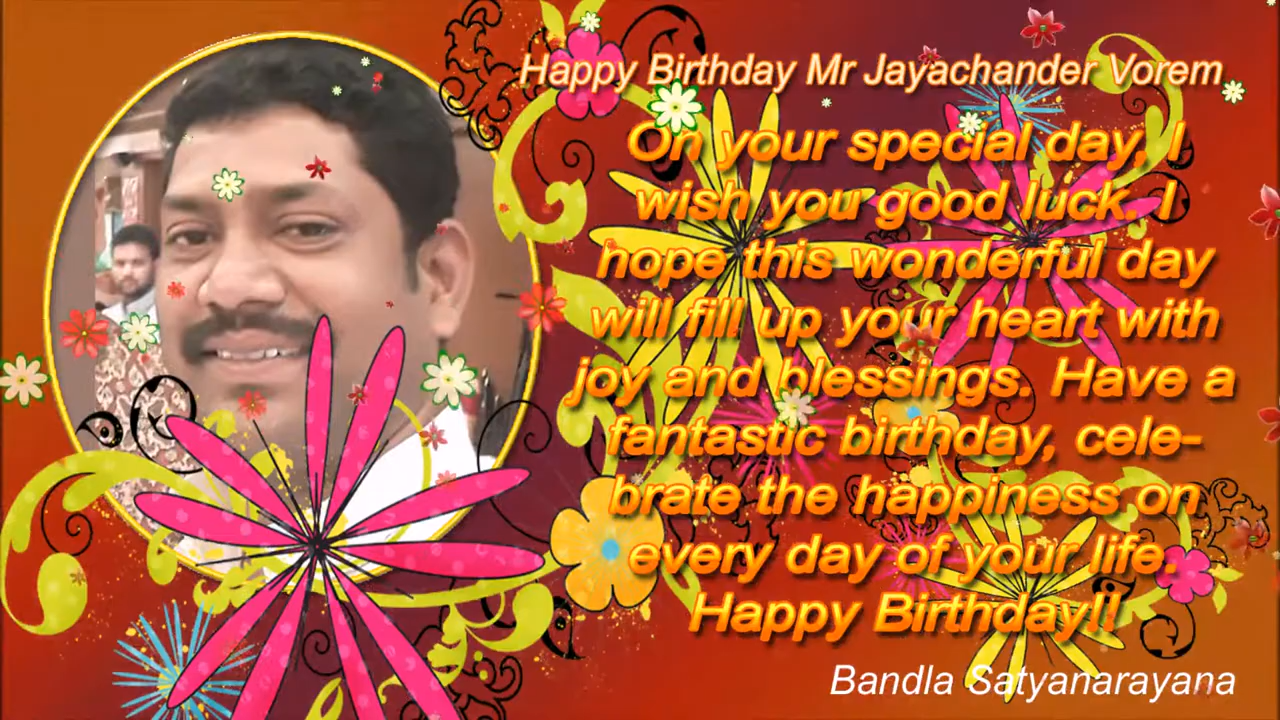 Happy Birthday Mr Jayachander Vorem
On your special day, I
wish you good luck. I
hope this wonderful day
will fill up your heart with
joy and blessings. Have a
fantastic birthday, cele-
brate the happiness on
every day of your life.
Happy Birthday!!
Bandla Satyanarayana